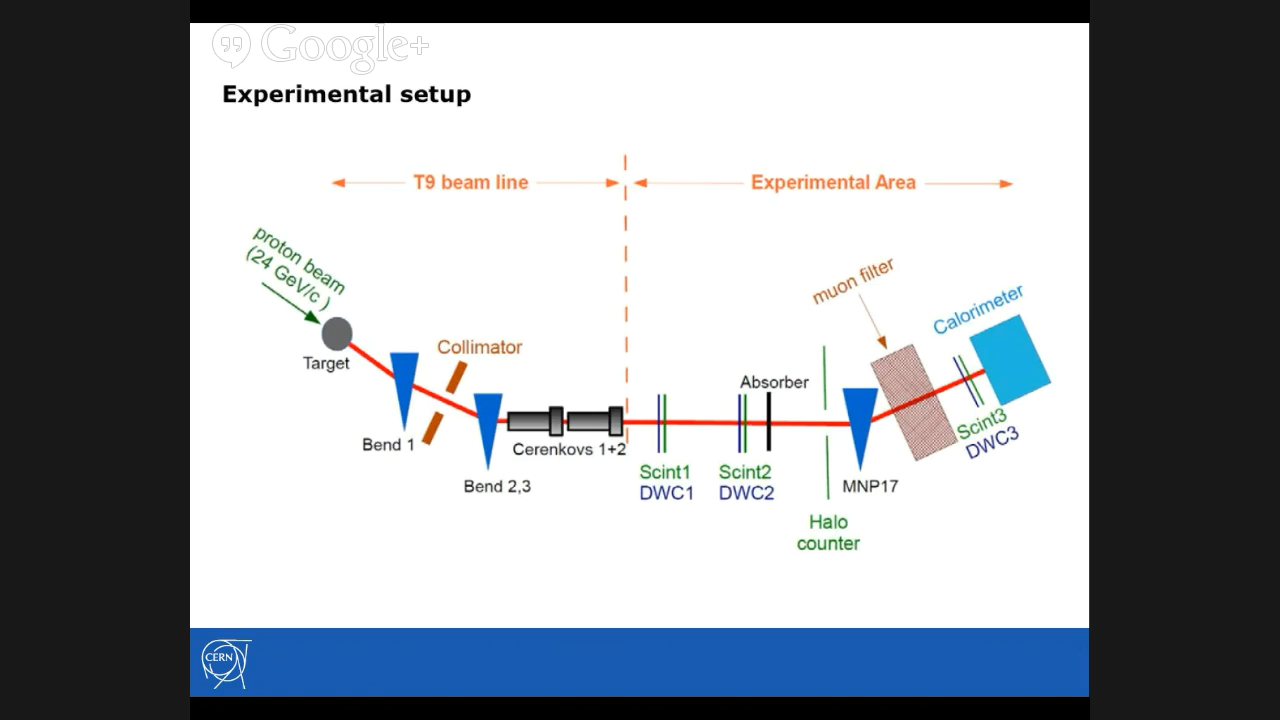 Google+
Experimental setup
T9 beam line
Experimental Area
proton beam
(24 GeV/c )
Target
Bend 1
Collimator
Bend 2,3
Cerenkovs 1+2
Scint1
DWC1
Scint2
DWC2
Absorber
Halo
counter
MNP17
muon filter
Calorimeter
Scint3
DWC3
CERN